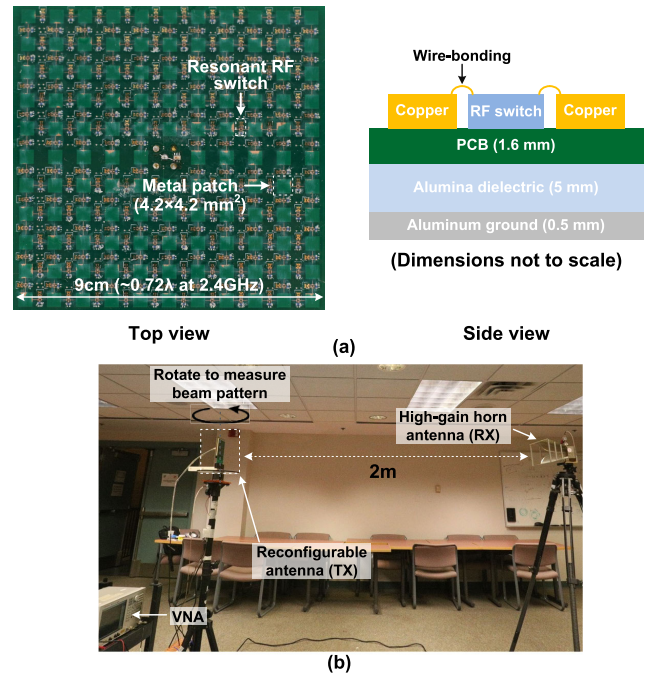 Resonant RF
switch
Metal patch
(4.2×4.2 mm²)
9cm (~0.72λ at 2.4GHz)
Top view
Wire-bonding
Copper
RF switch
Copper
PCB (1.6 mm)
Alumina dielectric (5 mm)
Aluminum ground (0.5 mm)
(Dimensions not to scale)
Side view
(a)
Rotate to measure
beam pattern
High-gain horn
antenna (RX)
2m
Reconfigurable
antenna (TX)
VNA
(b)